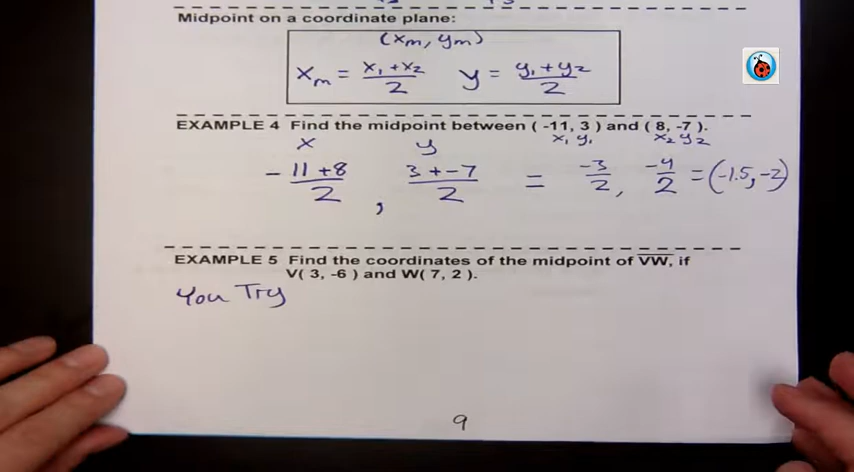 Midpoint on a coordinate plane:
(xm, ym)
xm = x1 + x2 / 2 y = y1 + y2 / 2
EXAMPLE 4 Find the midpoint between ( -11, 3 ) and ( 8, -7 ).
x y x1 y1 x2 y2
-11 + 8 / 2 , 3 + -7 / 2 = -3 / 2 , -4 / 2 = (-1.5, -2)
EXAMPLE 5 Find the coordinates of the midpoint of VW, if
V( 3, -6 ) and W( 7, 2 ).
You Try
9